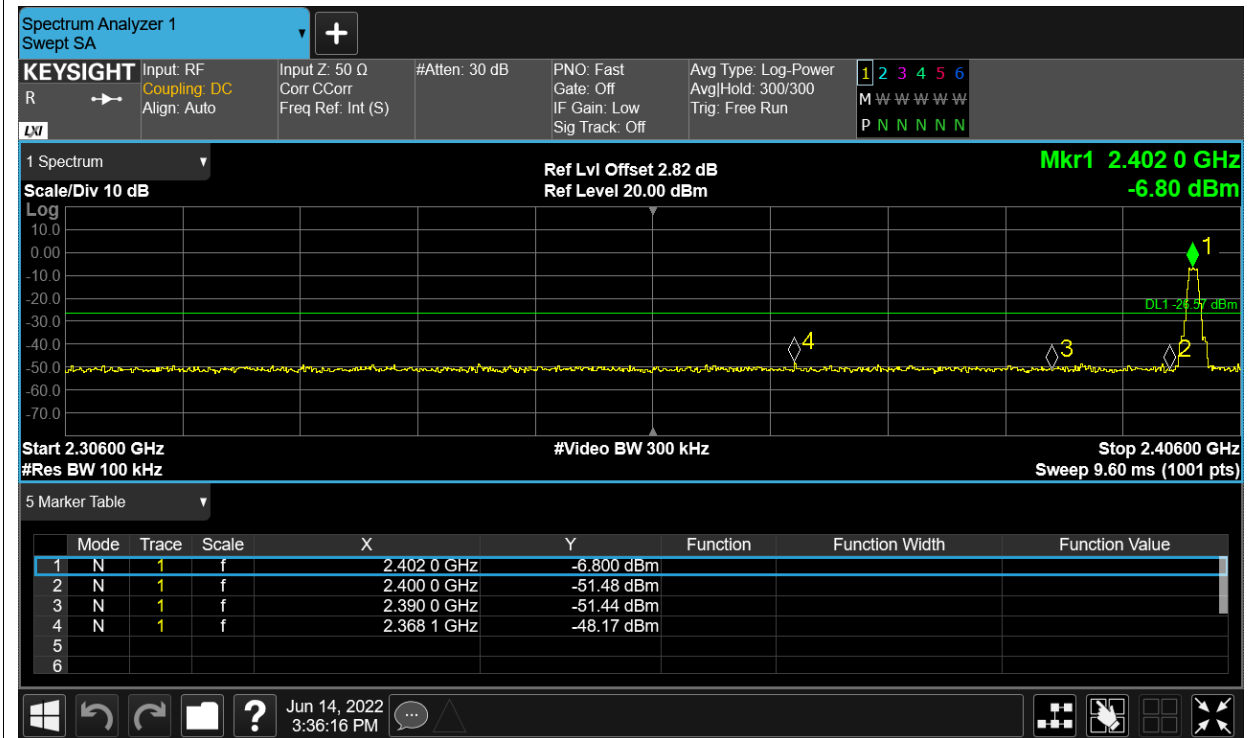 Spectrum Analyzer 1
Swept SA
+
KEYSIGHT Input: RF Input Z: 50 Ω #Atten: 30 dB PNO: Fast Avg Type: Log-Power 1 2 3 4 5 6
R Coupling: DC Corr CCorr Gate: Off Avg|Hold: 300/300 M W W W W W
Align: Auto Freq Ref: Int (S) IF Gain: Low Trig: Free Run
LXI Sig Track: Off P N N N N N N
1 Spectrum
Ref Lvl Offset 2.82 dB Mkr1 2.402 0 GHz
Scale/Div 10 dB Ref Level 20.00 dBm -6.80 dBm
Log
10.0
0.00 1
-10.0
-20.0 DL1 -26.57 dBm
-30.0
-40.0 4 3 2
-50.0
-60.0
-70.0
Start 2.30600 GHz #Video BW 300 kHz Stop 2.40600 GHz
#Res BW 100 kHz Sweep 9.60 ms (1001 pts)
5 Marker Table
Mode Trace Scale X Y Function Function Width Function Value
1 N 1 f 2.402 0 GHz -6.800 dBm
2 N 1 f 2.400 0 GHz -51.48 dBm
3 N 1 f 2.390 0 GHz -51.44 dBm
4 N 1 f 2.368 1 GHz -48.17 dBm
5
6
? Jun 14, 2022
3:36:16 PM